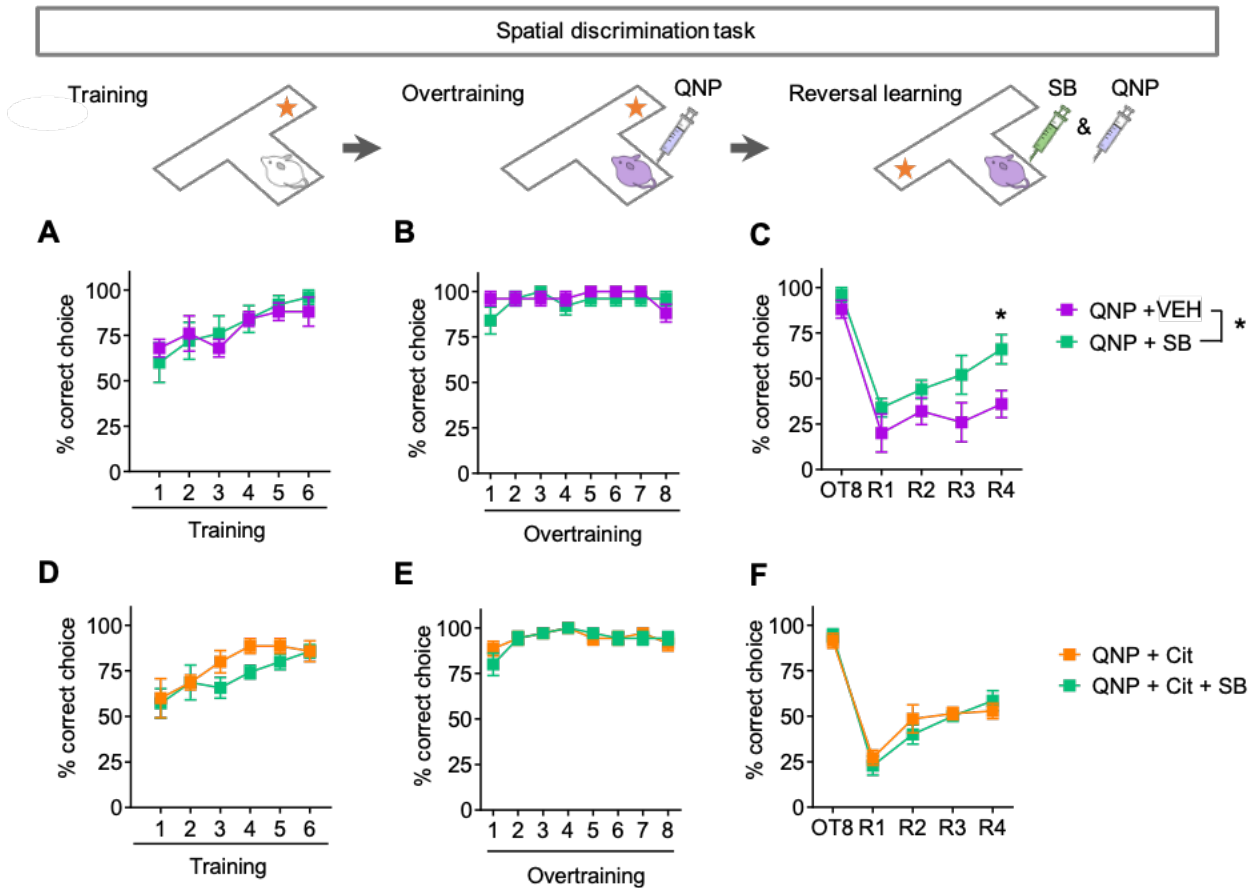 Spatial discrimination task
Training
Overtraining
QNP
Reversal learning
SB
&
QNP
A
% correct choice
100
75
50
25
0
1 2 3 4 5 6
Training
B
% correct choice
100
75
50
25
0
1 2 3 4 5 6 7 8
Overtraining
C
% correct choice
100
75
50
25
0
OT8 R1 R2 R3 R4
*
QNP + VEH
QNP + SB
*
D
% correct choice
100
75
50
25
0
1 2 3 4 5 6
Training
E
% correct choice
100
75
50
25
0
1 2 3 4 5 6 7 8
Overtraining
F
% correct choice
100
75
50
25
0
OT8 R1 R2 R3 R4
QNP + Cit
QNP + Cit + SB